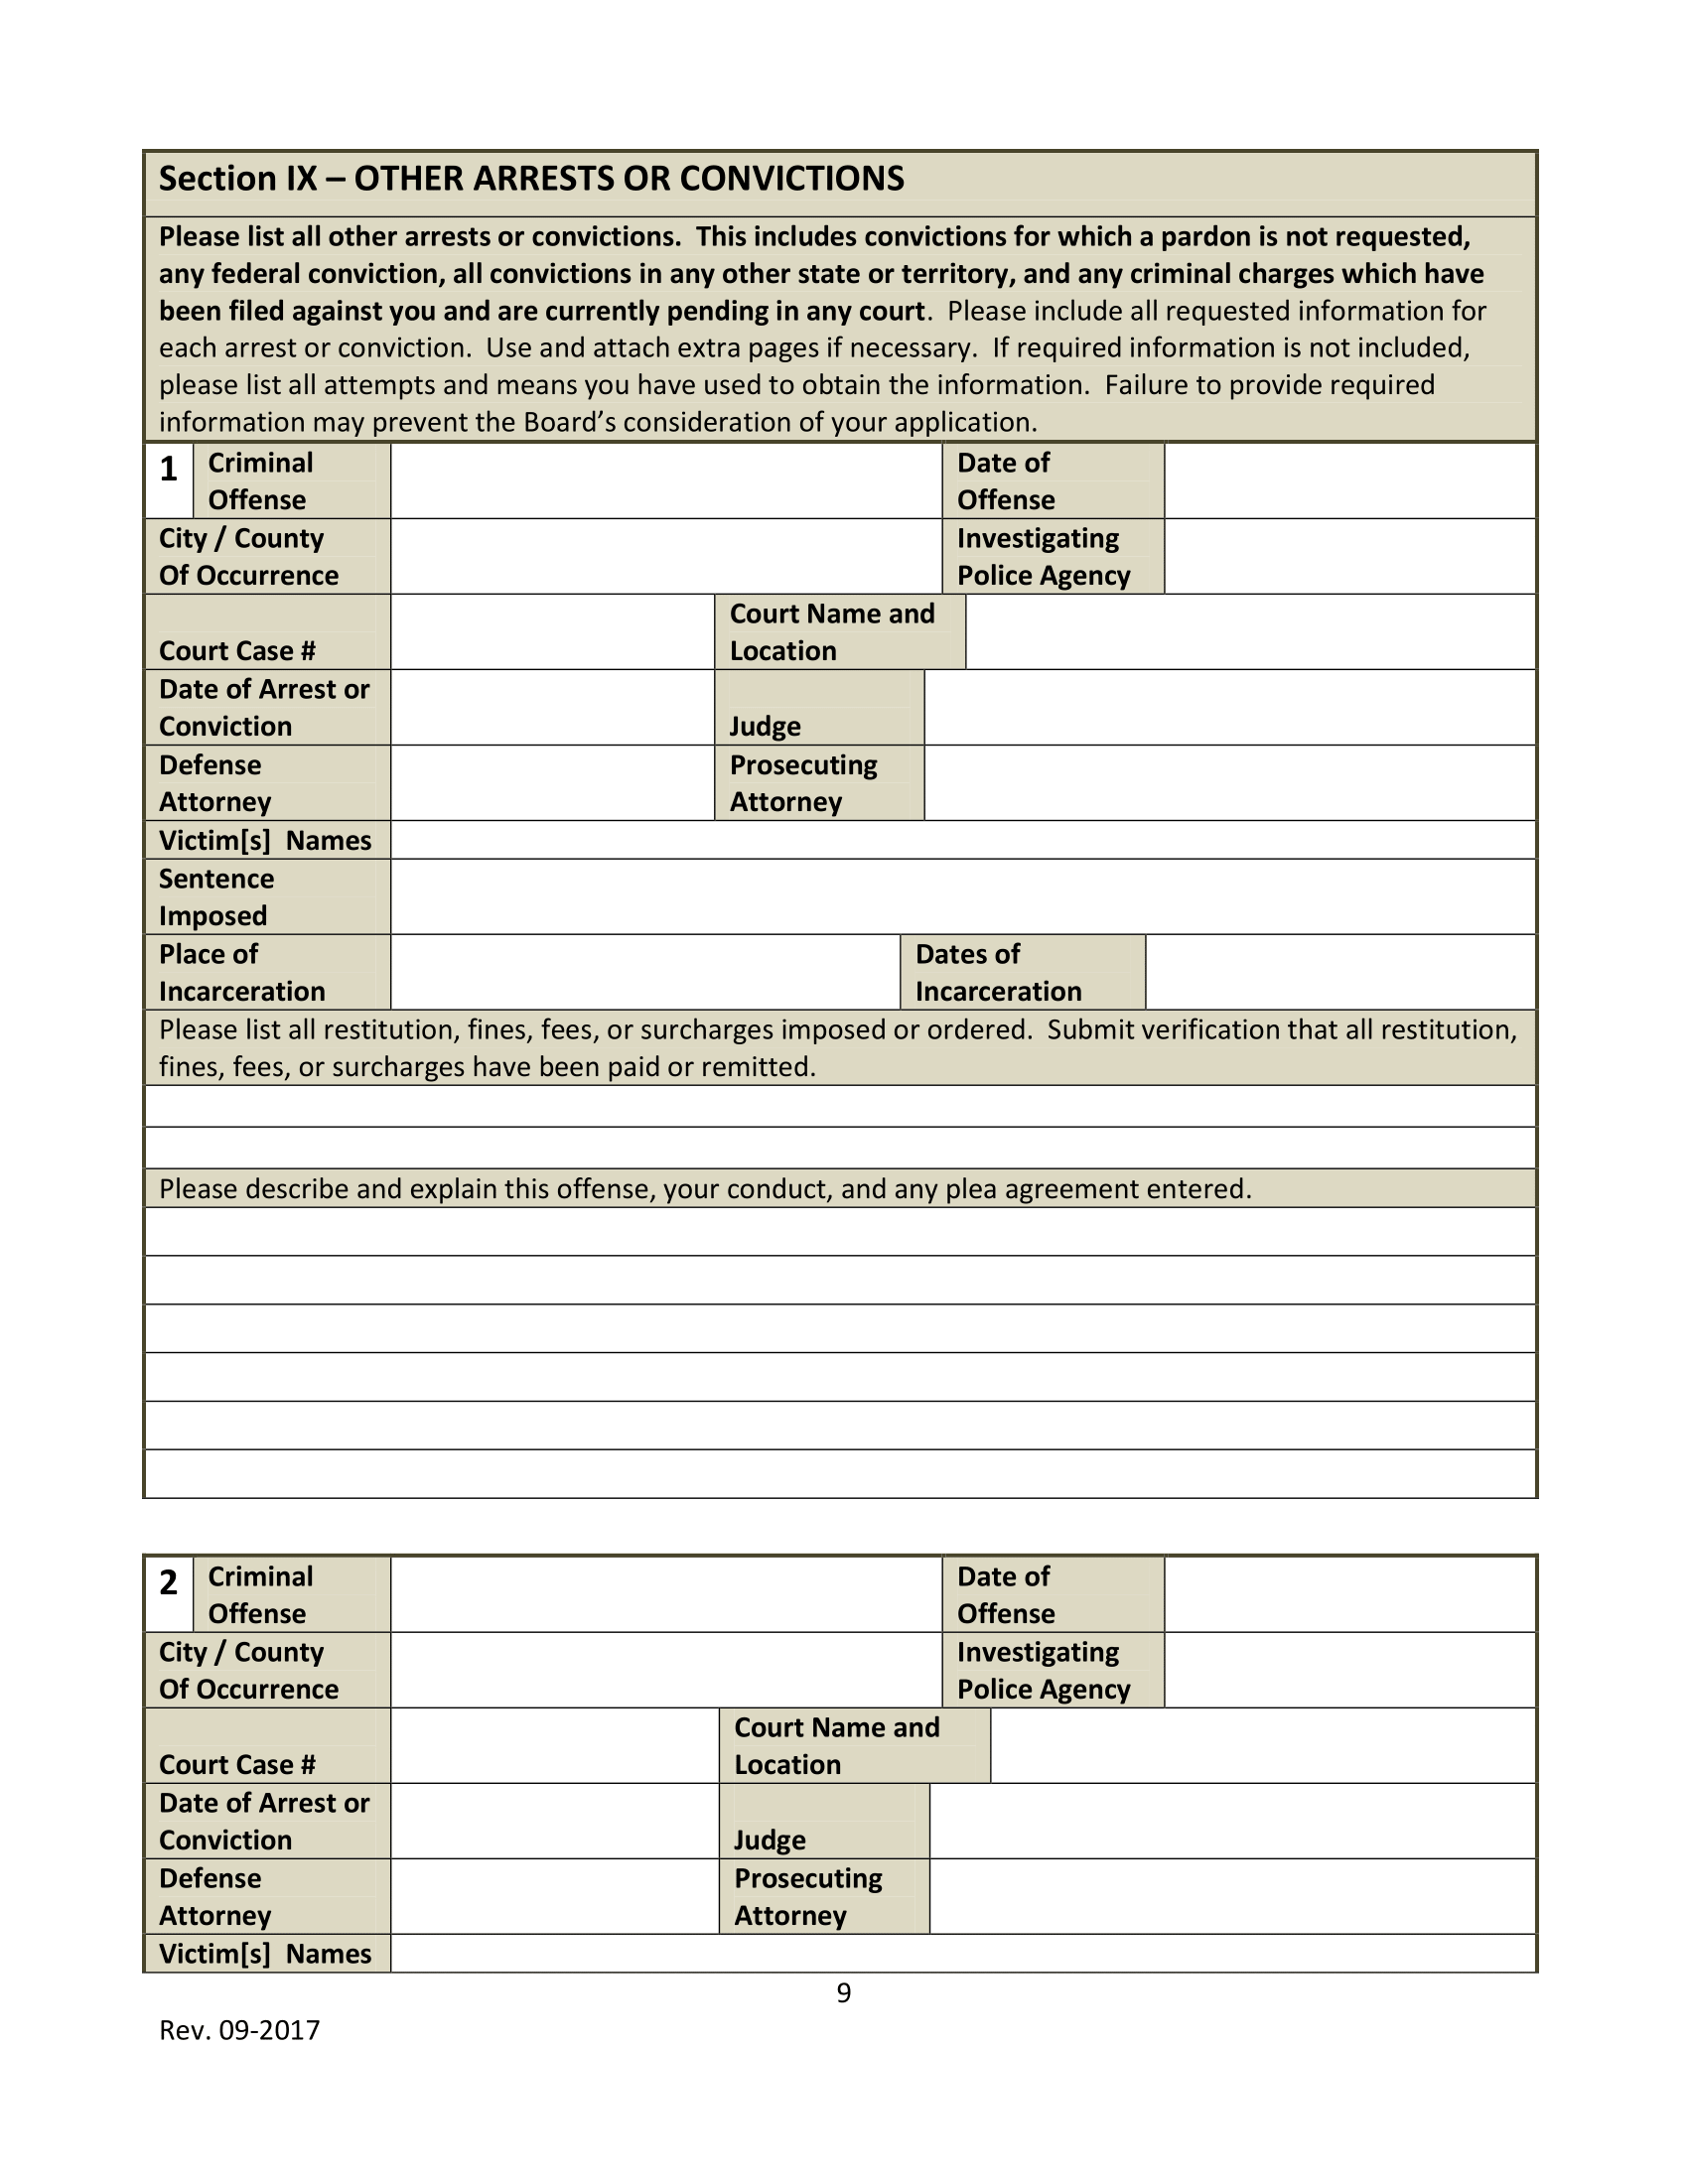 Section IX – OTHER ARRESTS OR CONVICTIONS
Please list all other arrests or convictions.  This includes convictions for which a pardon is not requested,
any federal conviction, all convictions in any other state or territory, and any criminal charges which have
been filed against you and are currently pending in any court.  Please include all requested information for
each arrest or conviction.  Use and attach extra pages if necessary.  If required information is not included,
please list all attempts and means you have used to obtain the information.  Failure to provide required
information may prevent the Board’s consideration of your application.
1 Criminal Offense Date of Offense
City / County Of Occurrence Investigating Police Agency
Court Case # Court Name and Location
Date of Arrest or Conviction Judge
Defense Attorney Prosecuting Attorney
Victim[s]  Names
Sentence Imposed
Place of Incarceration Dates of Incarceration
Please list all restitution, fines, fees, or surcharges imposed or ordered.  Submit verification that all restitution,
fines, fees, or surcharges have been paid or remitted.
Please describe and explain this offense, your conduct, and any plea agreement entered.
2 Criminal Offense Date of Offense
City / County Of Occurrence Investigating Police Agency
Court Case # Court Name and Location
Date of Arrest or Conviction Judge
Defense Attorney Prosecuting Attorney
Victim[s]  Names
9
Rev. 09-2017